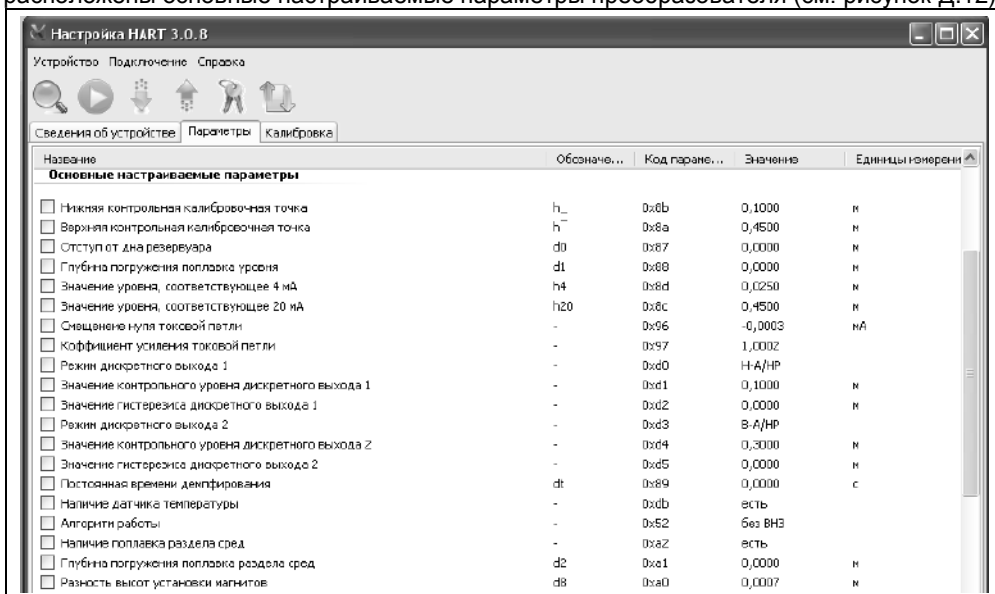 расположены основные настраиваемые параметры преобразователя (см. рисунок д.12)
Настройка HART 3.0.8
Устройство Подключение Справка
Сведения об устройстве Параметры Калибровка
Название Обозначе... Код параме... Значение Единицы измерени
Основные настраиваемые параметры
Нижняя контрольная калибровочная точка h_ 0x8b 0,1000 м
Верхняя контрольная калибровочная точка h¯ 0x8a 0,4500 м
Отступ от дна резервуара d0 0x87 0,0000 м
Глубина погружения поплавка уровня d1 0x88 0,0000 м
Значение уровня, соответствующее 4 мА h4 0x8d 0,0250 м
Значение уровня, соответствующее 20 мА h20 0x8c 0,4500 м
Смещенене нуля токовой петли - 0x96 -0,0003 мА
Коффициент усиления токовой петли - 0x97 1,0002
Режим дискретного выхода 1 - 0xd0 Н-А/НР
Значение контрольного уровня дискретного выхода 1 - 0xd1 0,1000 м
Значение гистерезиса дискретного выхода 1 - 0xd2 0,0000 м
Режим дискретного выхода 2 - 0xd3 В-А/НР
Значение контрольного уровня дискретного выхода 2 - 0xd4 0,3000 м
Значение гистерезиса дискретного выхода 2 - 0xd5 0,0000 м
Постоянная времени демпфирования dt 0x89 0,0000 с
Наличие датчика температуры - 0xdb есть
Алгоритм работы - 0x52 без ВНЗ
Наличие поплавка раздела сред - 0xa2 есть
Глубина погружения поплавка раздела сред d2 0xa1 0,0000 м
Разность высот установки магнитов d8 0xa0 0,0007 м